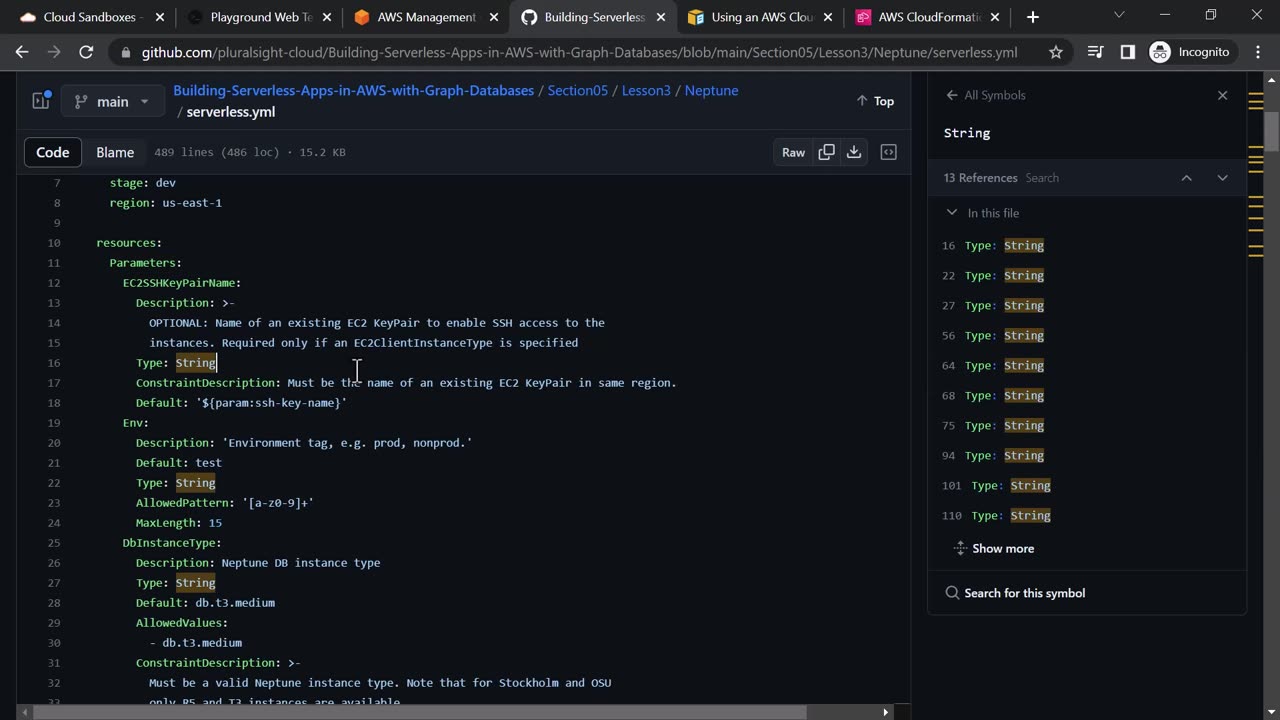 Cloud Sandboxes -
Playground Web Te
AWS Management
Building-Serverless
Using an AWS Clou
AWS CloudFormati
github.com/pluralsight-cloud/Building-Serverless-Apps-in-AWS-with-Graph-Databases/blob/main/Section05/Lesson3/Neptune/serverless.yml
Incognito
main
Building-Serverless-Apps-in-AWS-with-Graph-Databases / Section05 / Lesson3 / Neptune
/ serverless.yml
Top
Code
Blame
489 lines (486 loc) · 15.2 KB
Raw
7 stage: dev
8 region: us-east-1
9
10 resources:
11 Parameters:
12 EC2SSHKeyPairName:
13 Description: >-
14 OPTIONAL: Name of an existing EC2 KeyPair to enable SSH access to the
15 instances. Required only if an EC2ClientInstanceType is specified
16 Type: String
17 ConstraintDescription: Must be the name of an existing EC2 KeyPair in same region.
18 Default: '${param:ssh-key-name}'
19 Env:
20 Description: 'Environment tag, e.g. prod, nonprod.'
21 Default: test
22 Type: String
23 AllowedPattern: '[a-z0-9]+'
24 MaxLength: 15
25 DbInstanceType:
26 Description: Neptune DB instance type
27 Type: String
28 Default: db.t3.medium
29 AllowedValues:
30 - db.t3.medium
31 ConstraintDescription: >-
32 Must be a valid Neptune instance type. Note that for Stockholm and OSU
33 only R5 and T3 instances are available
All Symbols
String
13 References Search
In this file
16 Type: String
22 Type: String
27 Type: String
56 Type: String
64 Type: String
68 Type: String
75 Type: String
94 Type: String
101 Type: String
110 Type: String
Show more
Search for this symbol